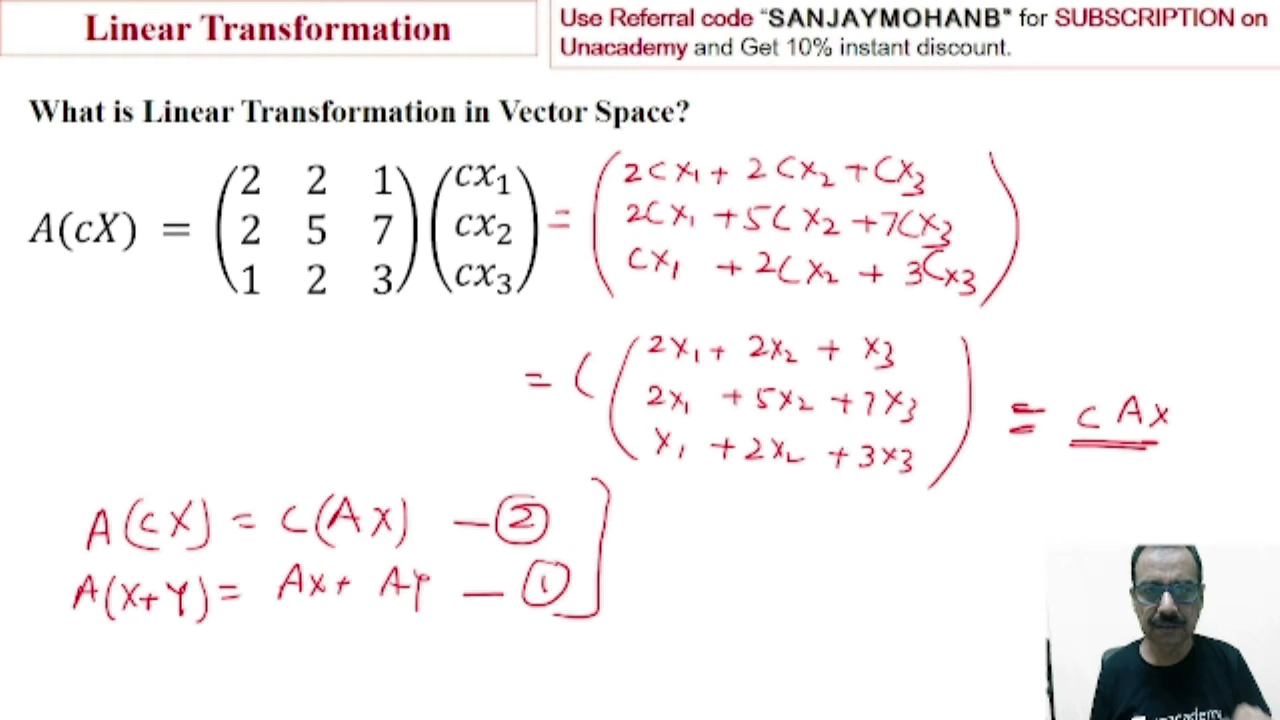 Linear Transformation
Use Referral code “SANJAYMOHANB" for SUBSCRIPTION on
Unacademy and Get 10% instant discount.
What is Linear Transformation in Vector Space?
A(cX) = (2 2 1) (cx₁) = (2Cx₁ + 2Cx₂ + Cx₃)
(2 5 7) (cx₂) (2Cx₁ + 5Cx₂ + 7Cx₃)
(1 2 3) (cx₃) (Cx₁ + 2Cx₂ + 3Cx₃)
= C (2x₁ + 2x₂ + x₃)
(2x₁ + 5x₂ + 7x₃) = C Ax
(x₁ + 2x₂ + 3x₃)
A(CX) = C(AX) — ②
A(X+Y) = AX + AY — ①
unacademy